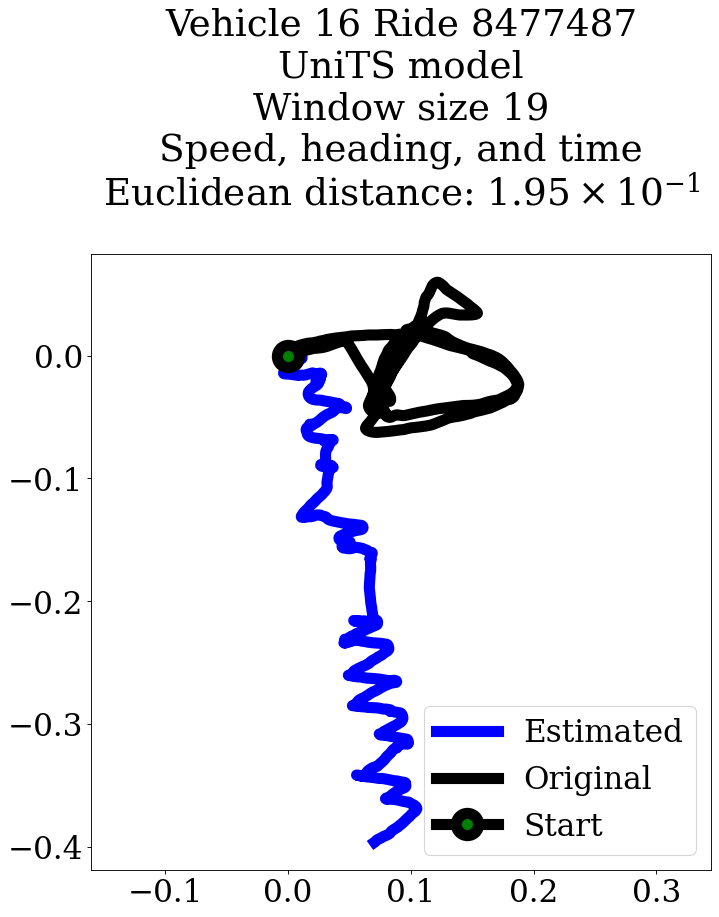 Vehicle 16 Ride 8477487
UniTS model
Window size 19
Speed, heading, and time
Euclidean distance: 1.95 × 10⁻¹
0.0
−0.1
−0.2
−0.3
−0.4
Estimated
Original
Start
−0.1 0.0 0.1 0.2 0.3